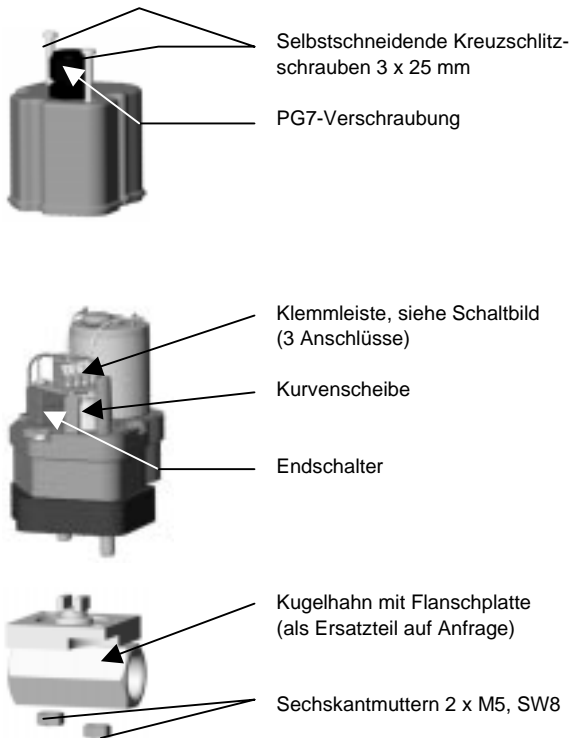 Selbstschneidende Kreuzschlitz-
schrauben 3 x 25 mm
PG7-Verschraubung
Klemmleiste, siehe Schaltbild
(3 Anschlüsse)
Kurvenscheibe
Endschalter
Kugelhahn mit Flanschplatte
(als Ersatzteil auf Anfrage)
Sechskantmuttern 2 x M5, SW8